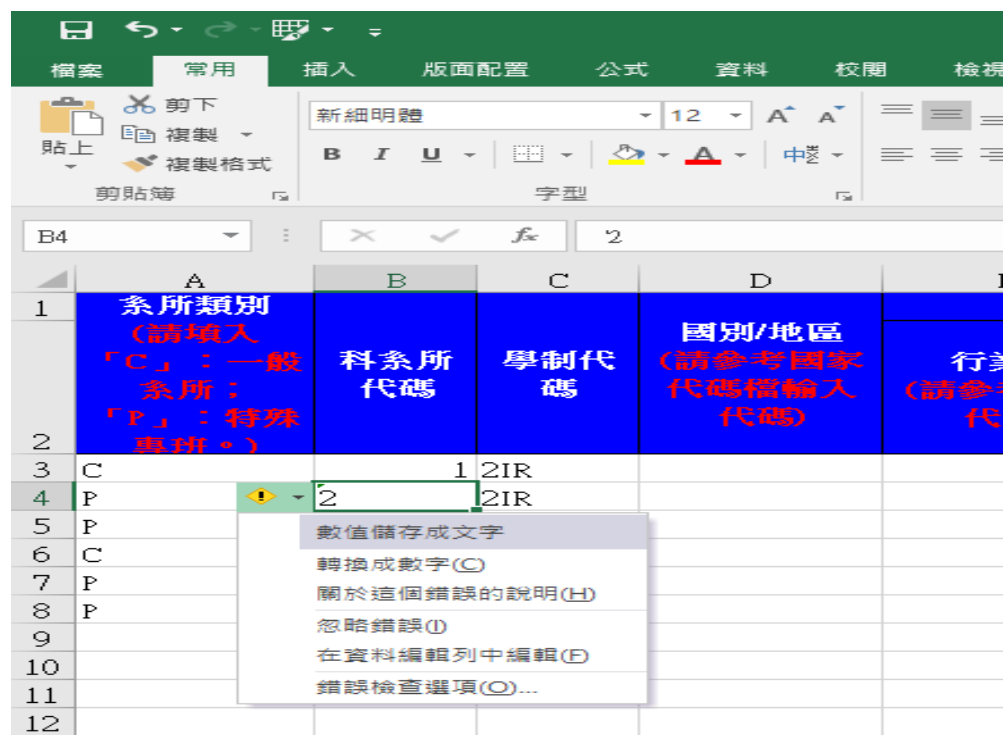 檔案 常用 插入 版面配置 公式 資料 校閱 檢視
貼上
剪下
複製
複製格式
剪貼簿
新細明體 12
B I U A 中
字型
B4 fx '2
A B C D
1 2
系所類別
(請填入
「C」:一般
系所;
「P」:特殊
專班。)
科系所
代碼
學制代
碼
國別/地區
(請參考國家
代碼檔輸入
代碼)
3 C 1 2IR
4 P 2 2IR
5 P
6 C
7 P
8 P
9
10
11
12
數值儲存成文字
轉換成數字(C)
關於這個錯誤的說明(H)
忽略錯誤(I)
在資料編輯列中編輯(F)
錯誤檢查選項(O)...